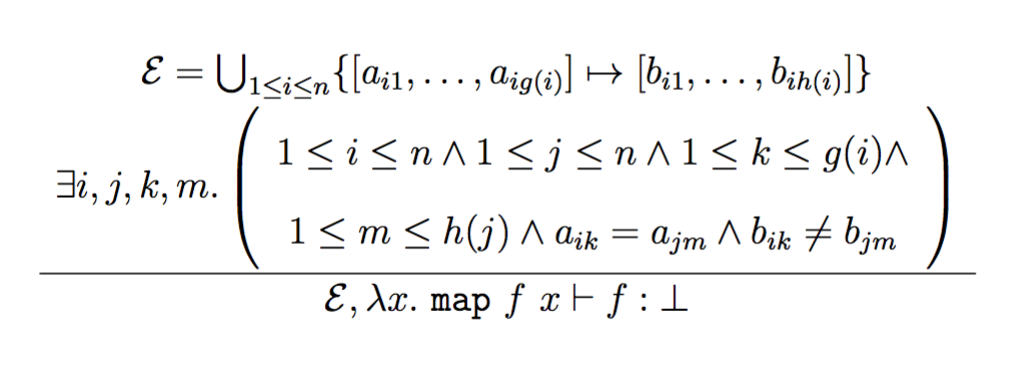 ℰ = ⋃_{1≤i≤n}{[a_{i1}, …, a_{ig(i)}] ↦ [b_{i1}, …, b_{ih(i)}]}
∃i, j, k, m. ( 1 ≤ i ≤ n ∧ 1 ≤ j ≤ n ∧ 1 ≤ k ≤ g(i)∧
1 ≤ m ≤ h(j) ∧ a_{ik} = a_{jm} ∧ b_{ik} ≠ b_{jm} )
ℰ, λx. map f x ⊢ f : ⊥